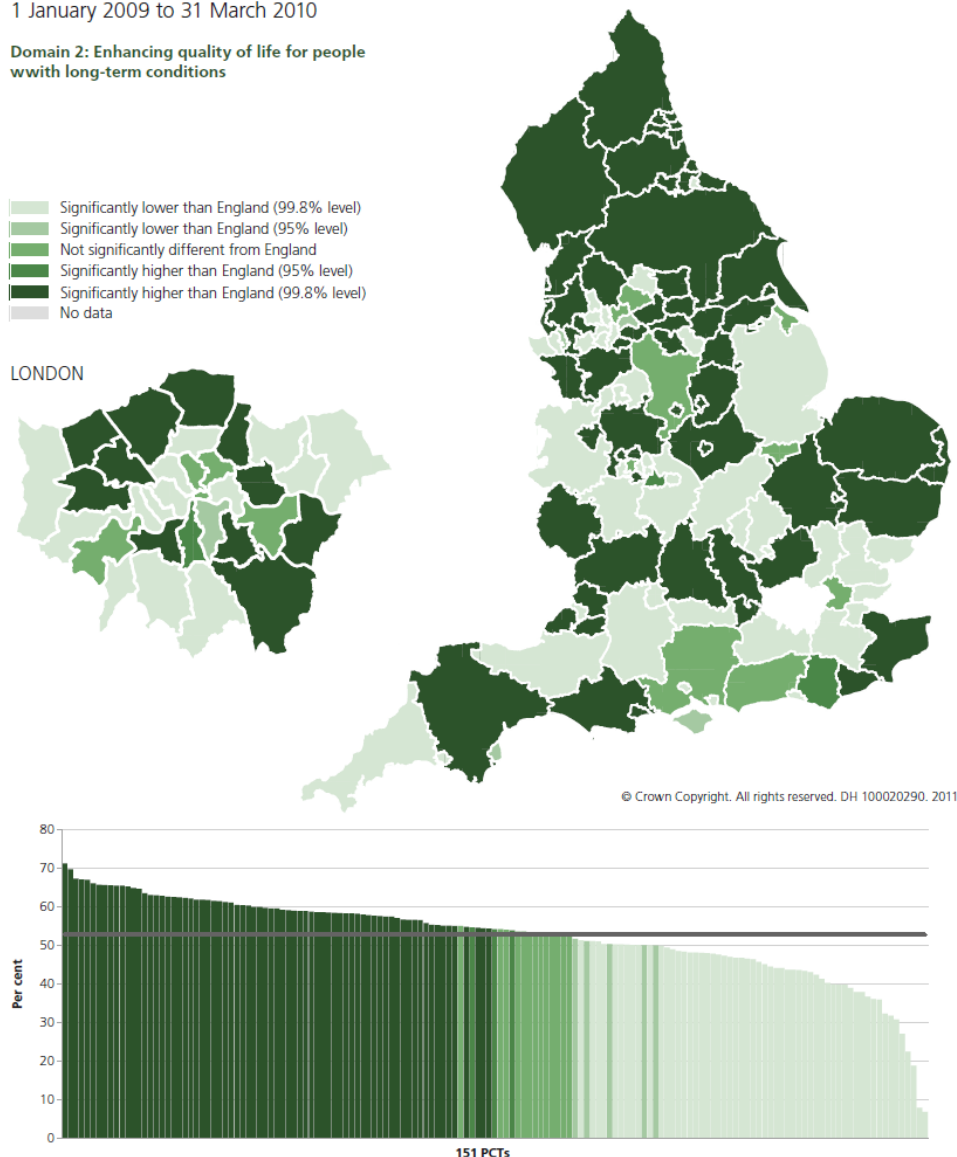 1 January 2009 to 31 March 2010
Domain 2: Enhancing quality of life for people
wwith long-term conditions
Significantly lower than England (99.8% level)
Significantly lower than England (95% level)
Not significantly different from England
Significantly higher than England (95% level)
Significantly higher than England (99.8% level)
No data
LONDON
© Crown Copyright. All rights reserved. DH 100020290. 2011
80
70
60
50
40
30
20
10
0
Per cent
151 PCTs